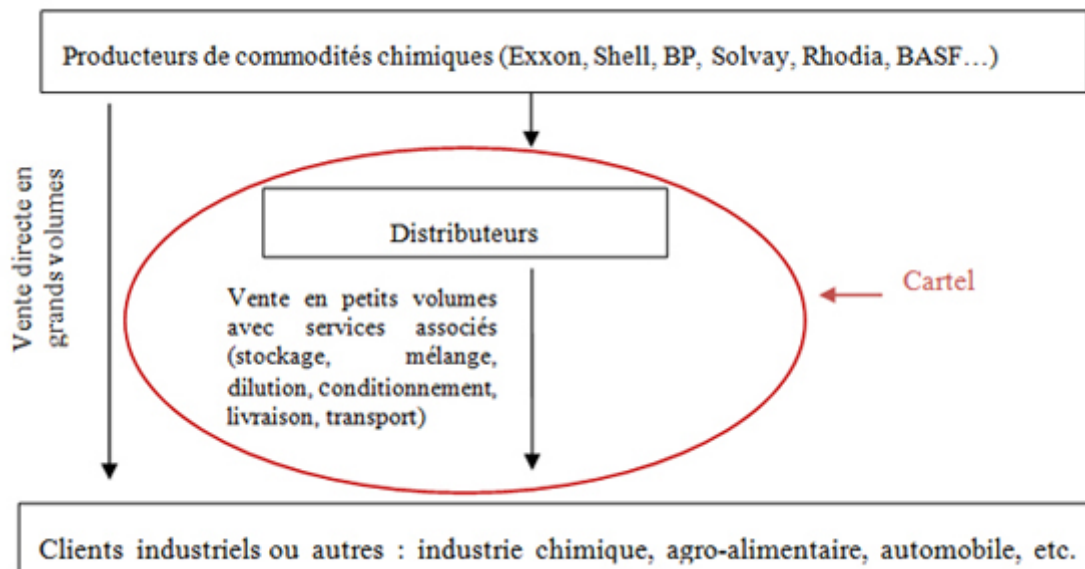 Producteurs de commodités chimiques (Exxon, Shell, BP, Solvay, Rhodia, BASF…)
Vente directe en
grands volumes
Distributeurs
Vente en petits volumes
avec services associés
(stockage, mélange,
dilution, conditionnement,
livraison, transport)
Cartel
Clients industriels ou autres : industrie chimique, agro-alimentaire, automobile, etc.